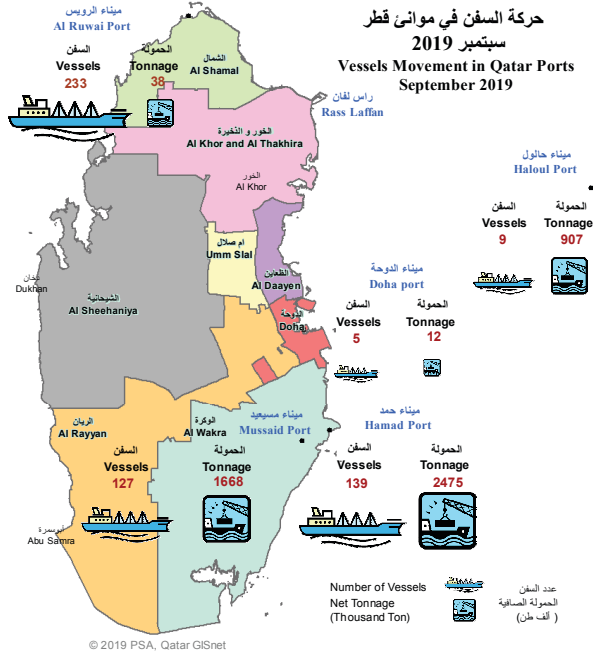 حركة السفن في موانئ قطر
سبتمبر 2019
Vessels Movement in Qatar Ports
September 2019
ميناء الرويس
Al Ruwai Port
السفن
Vessels
233
الحمولة
Tonnage
38
الشمال
Al Shamal
راس لفان
Rass Laffan
الخور و الذخيرة
Al Khor and Al Thakhira
الخور
Al Khor
ميناء حالول
Haloul Port
السفن
Vessels
9
الحمولة
Tonnage
907
ام صلال
Umm Slal
الظعاين
Al Daayen
دخان
Dukhan
الشيحانية
Al Sheehaniya
ميناء الدوحة
Doha port
السفن
Vessels
5
الحمولة
Tonnage
12
الدوحة
Doha
الريان
Al Rayyan
الوكرة
Al Wakra
ميناء مسيعيد
Mussaid Port
السفن
Vessels
127
الحمولة
Tonnage
1668
ميناء حمد
Hamad Port
السفن
Vessels
139
الحمولة
Tonnage
2475
أبوسمرة
Abu Samra
Number of Vessels
عدد السفن
Net Tonnage
(Thousand Ton)
الحمولة الصافية
( ألف طن)
© 2019 PSA, Qatar GISnet